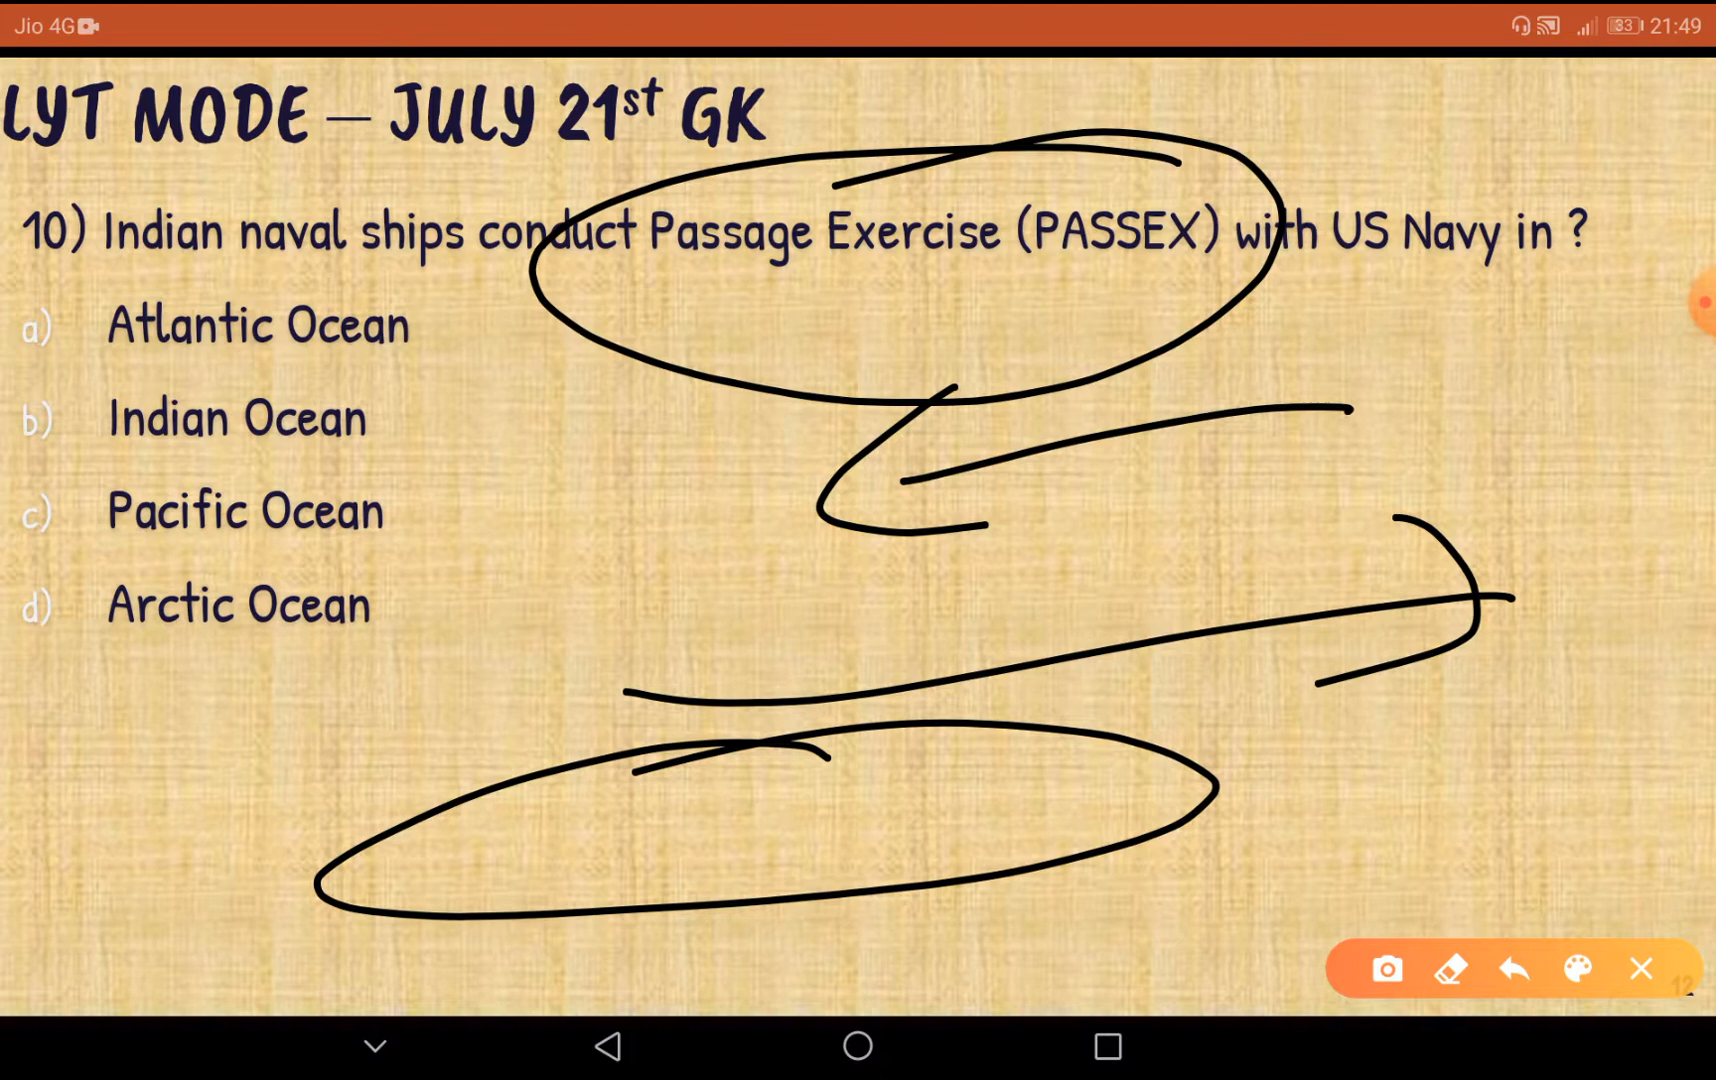 Jio 4G
33 21:49
LYT MODE – JULY 21st GK
10) Indian naval ships conduct Passage Exercise (PASSEX) with US Navy in ?
a) Atlantic Ocean
b) Indian Ocean
c) Pacific Ocean
d) Arctic Ocean
12